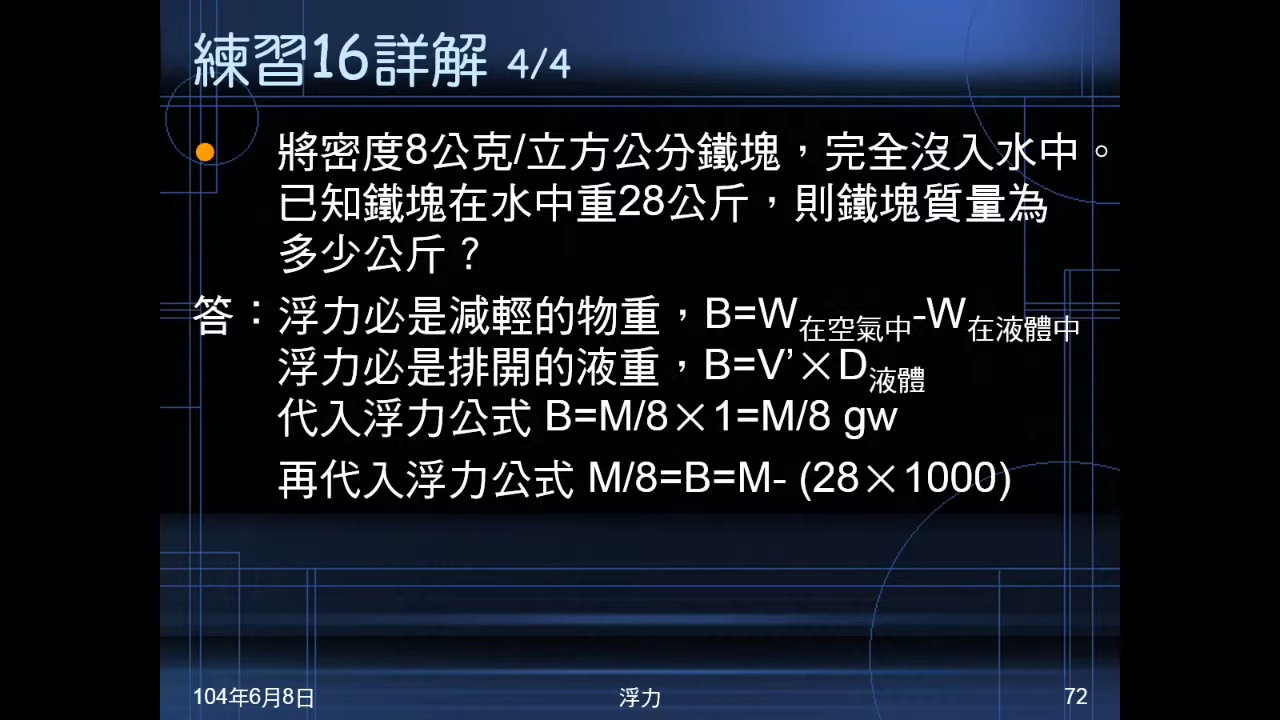 練習16詳解 4/4
將密度8公克/立方公分鐵塊，完全沒入水中。
已知鐵塊在水中重28公斤，則鐵塊質量為
多少公斤？
答：浮力必是減輕的物重，B=W在空氣中-W在液體中
浮力必是排開的液重，B=V’×D液體
代入浮力公式 B=M/8×1=M/8 gw
再代入浮力公式 M/8=B=M- (28×1000)
104年6月8日 浮力 72